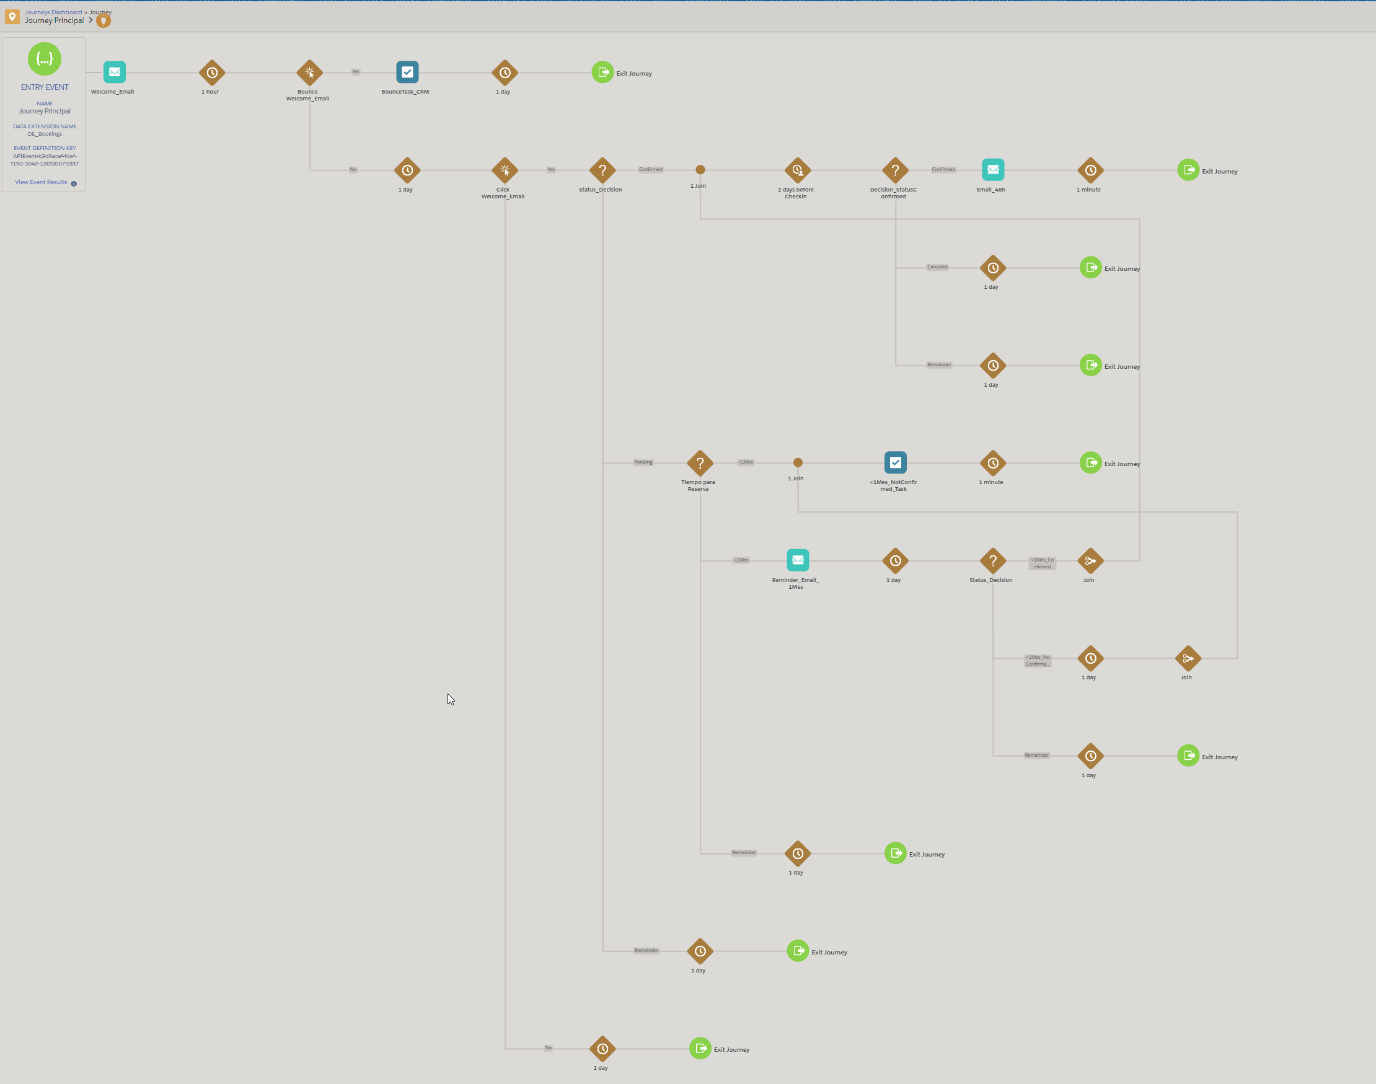 Journeys Dashboard > Journey
Journey Principal >
{...}
ENTRY EVENT
NAME
Journey Principal
DATA EXTENSION NAME
DE_Bookings
EVENT DEFINITION KEY
View Event Results
Welcome_Email
1 hour
Bounce
Welcome_Email
Yes
BounceTask_CRM
1 day
Exit Journey
No
1 day
Click
Welcome_Email
Yes
Status_Decision
Confirmed
2 Join
2 days before
CheckIn
Decision_StatusC
onfirmed
Confirmed
Email_48h
1 minute
Exit Journey
Canceled
1 day
Exit Journey
Remainder
1 day
Exit Journey
Pending
Tiempo para
Reserva
<1Mes
1 Join
<1Mes_NotConfir
med_Task
1 minute
Exit Journey
Reminder_Email_
1Mes
1 day
Status_Decision
Join
1 day
Join
Remainder
1 day
Exit Journey
Remainder
1 day
Exit Journey
Remainder
1 day
Exit Journey
No
1 day
Exit Journey